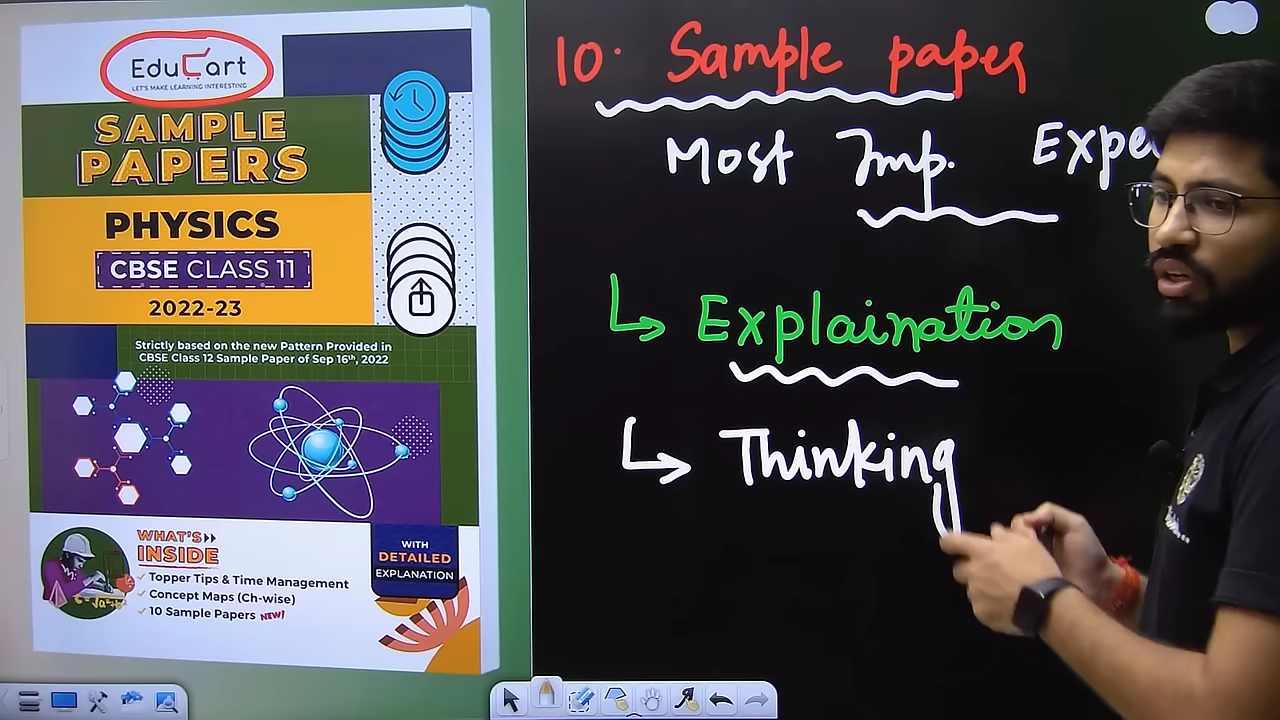 EduCart
LET'S MAKE LEARNING INTERESTING
SAMPLE
PAPERS
PHYSICS
CBSE CLASS 11
2022-23
Strictly based on the new Pattern Provided in
CBSE Class 12 Sample Paper of Sep 16th, 2022
WHAT'S
INSIDE
Topper Tips & Time Management
Concept Maps (Ch-wise)
10 Sample Papers NEW!
WITH
DETAILED
EXPLANATION
10. Sample paper
Most Imp. Expe
Explaination
Thinking